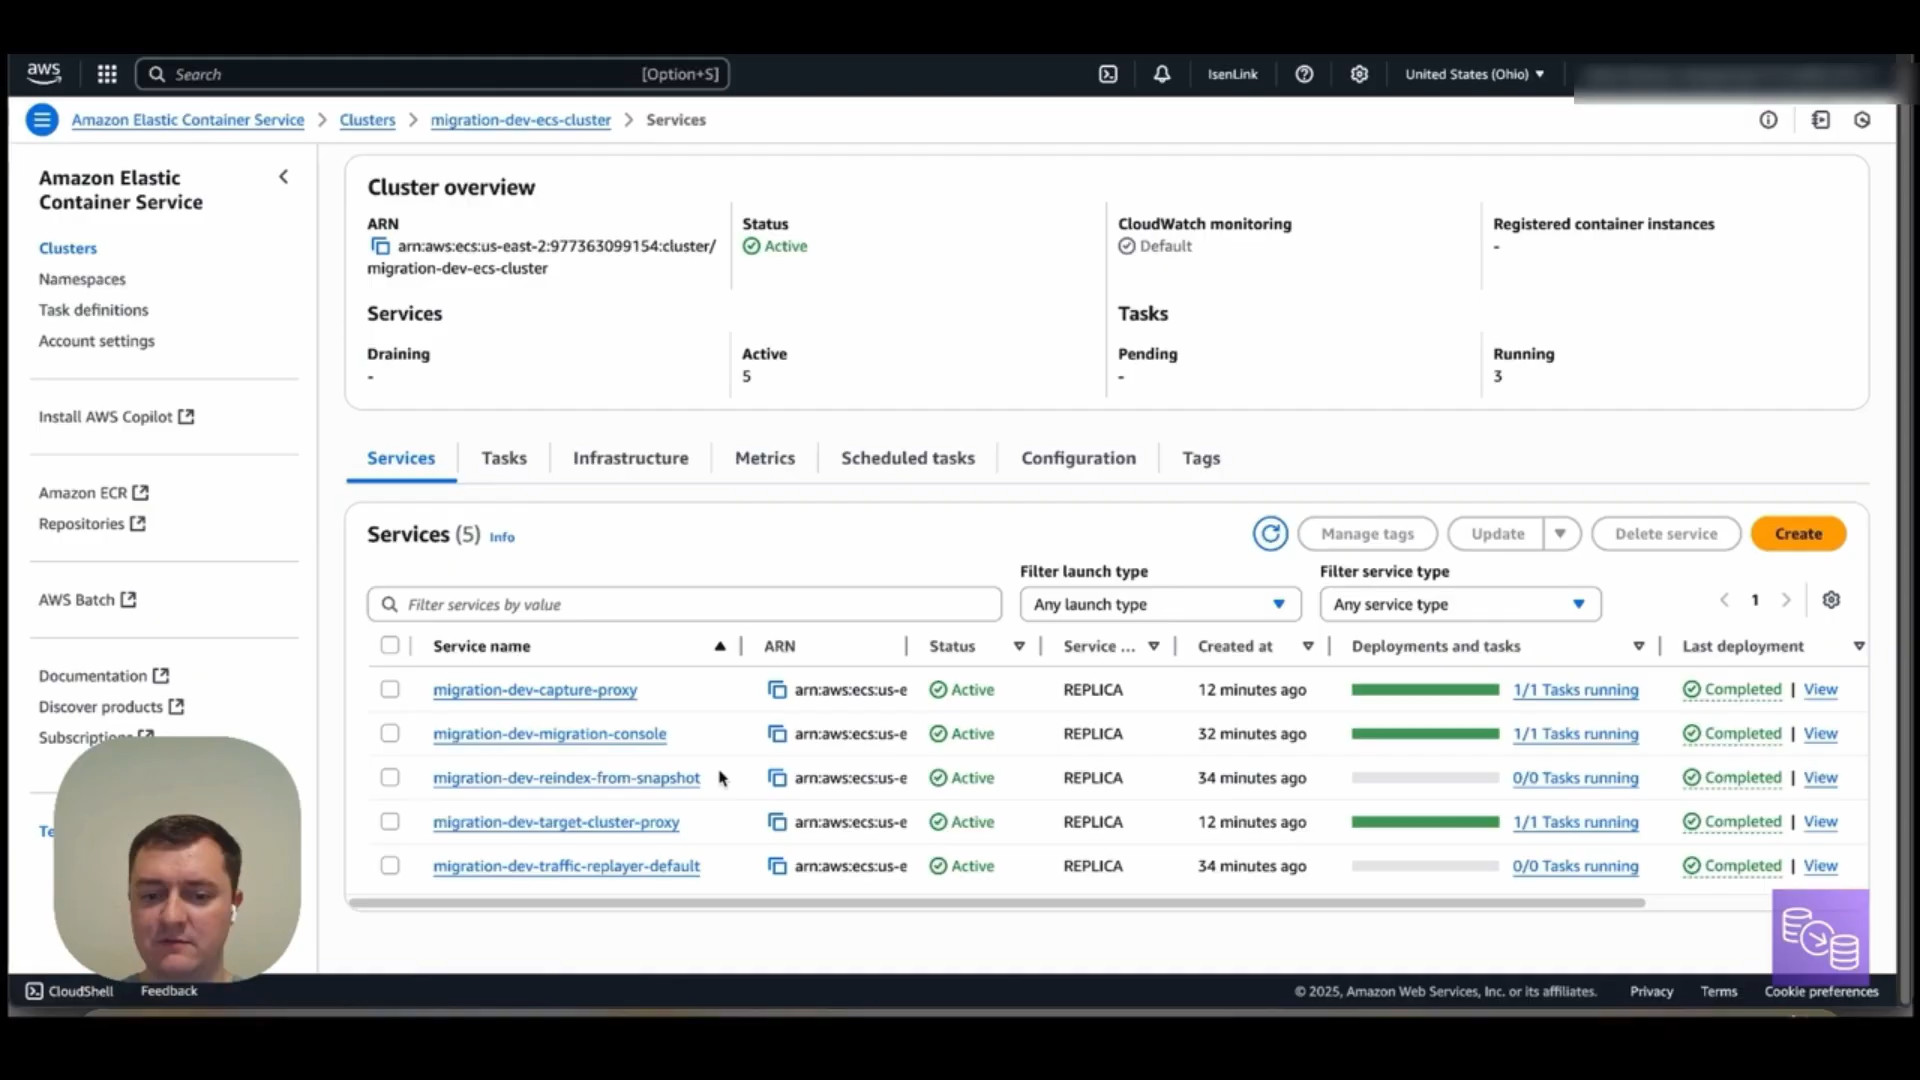 aws
Search
[Option+S]
IsenLink
United States (Ohio)
Amazon Elastic Container Service
Clusters
migration-dev-ecs-cluster
Services
Amazon Elastic
Container Service
Clusters
Namespaces
Task definitions
Account settings
Install AWS Copilot
Amazon ECR
Repositories
AWS Batch
Documentation
Discover products
Cluster overview
ARN
arn:aws:ecs:us-east-2:977363099154:cluster/
migration-dev-ecs-cluster
Status
Active
CloudWatch monitoring
Default
Registered container instances
-
Services
Tasks
Draining
-
Active
5
Pending
-
Running
3
Services
Tasks
Infrastructure
Metrics
Scheduled tasks
Configuration
Tags
Services (5) Info
Manage tags
Update
Delete service
Create
Filter launch type
Filter service type
Filter services by value
Any launch type
Any service type
1
Service name ARN Status Service ... Created at Deployments and tasks Last deployment
migration-dev-capture-proxy arn:aws:ecs:us-e Active REPLICA 12 minutes ago 1/1 Tasks running Completed | View
migration-dev-migration-console arn:aws:ecs:us-e Active REPLICA 32 minutes ago 1/1 Tasks running Completed | View
migration-dev-reindex-from-snapshot arn:aws:ecs:us-e Active REPLICA 34 minutes ago 0/0 Tasks running Completed | View
migration-dev-target-cluster-proxy arn:aws:ecs:us-e Active REPLICA 12 minutes ago 1/1 Tasks running Completed | View
migration-dev-traffic-replayer-default arn:aws:ecs:us-e Active REPLICA 34 minutes ago 0/0 Tasks running Completed | View
CloudShell
Feedback
© 2025, Amazon Web Services, Inc. or its affiliates.
Privacy
Terms
Cookie preferences